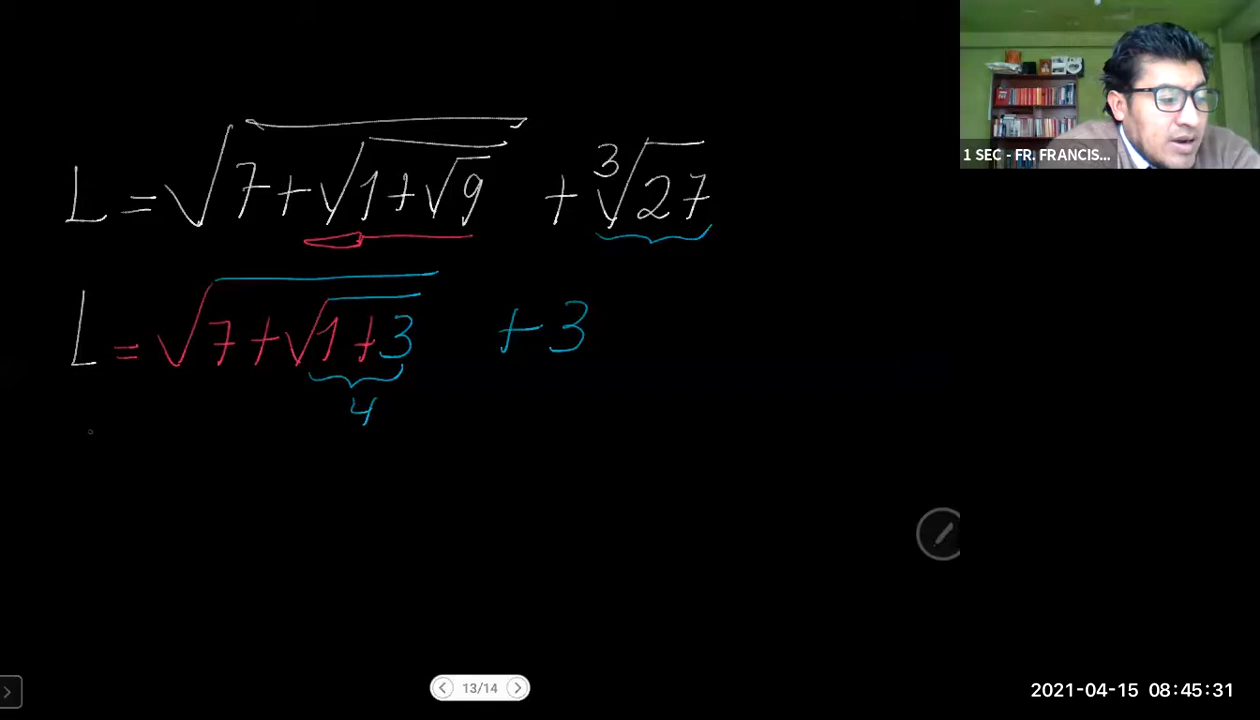 L = √(7+√(1+√9)) + ³√27
1 SEC - FR. FRANCIS...
L = √(7+√(1+3)) + 3
4
13/14
2021-04-15 08:45:31